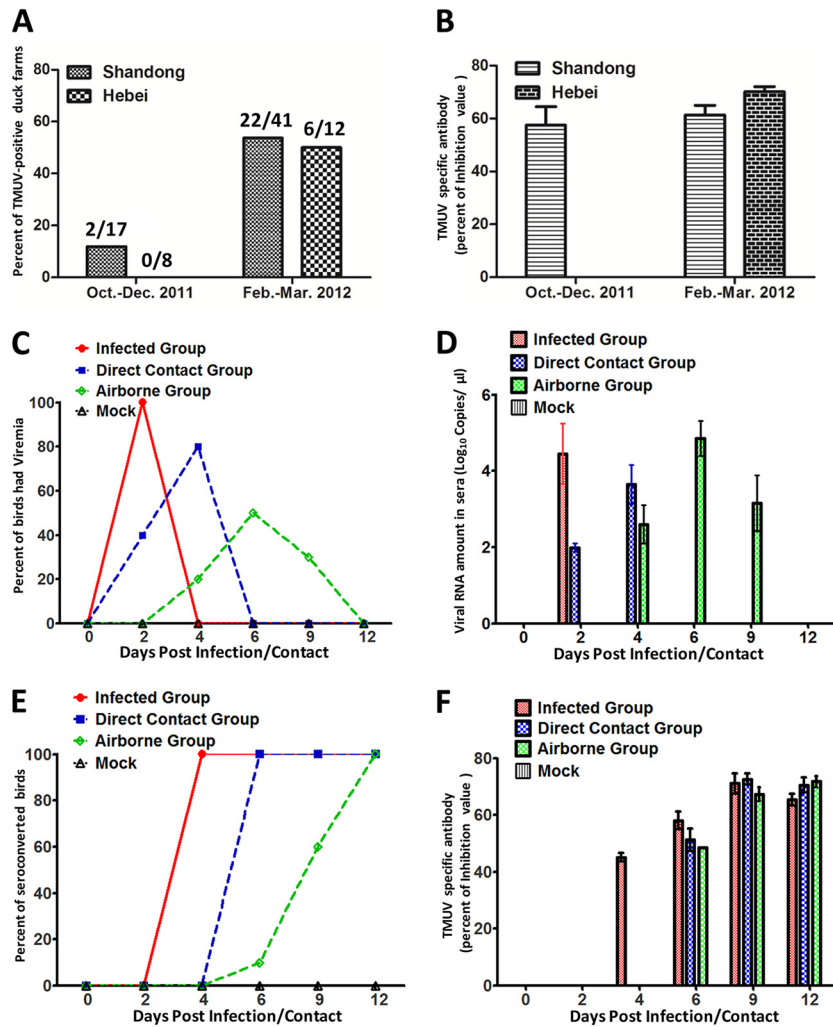 A
Percent of TMUV-positive duck farms
80
60
40
20
0
Shandong
Hebei
2/17
0/8
22/41
6/12
Oct.-Dec. 2011
Feb.-Mar. 2012
B
TMUV specific antibody
(percent of Inhibition value )
80
60
40
20
0
Shandong
Hebei
Oct.-Dec. 2011
Feb.-Mar. 2012
C
Infected Group
Direct Contact Group
Airborne Group
Mock
Percent of birds had Viremia
100
80
60
40
20
0
0 2 4 6 9 12
Days Post Infection/Contact
D
Infected Group
Direct Contact Group
Airborne Group
Mock
Viral RNA amount in sera (Log10 Copies/ µl)
6
4
2
0
0 2 4 6 9 12
Days Post Infection/Contact
E
Infected Group
Direct Contact Group
Airborne Group
Mock
Percent of seroconverted birds
100
80
60
40
20
0
0 2 4 6 9 12
Days Post Infection/Contact
F
Infected Group
Direct Contact Group
Airborne Group
Mock
TMUV specific antibody
(percent of Inhibition value )
80
60
40
20
0
0 2 4 6 9 12
Days Post Infection/Contact